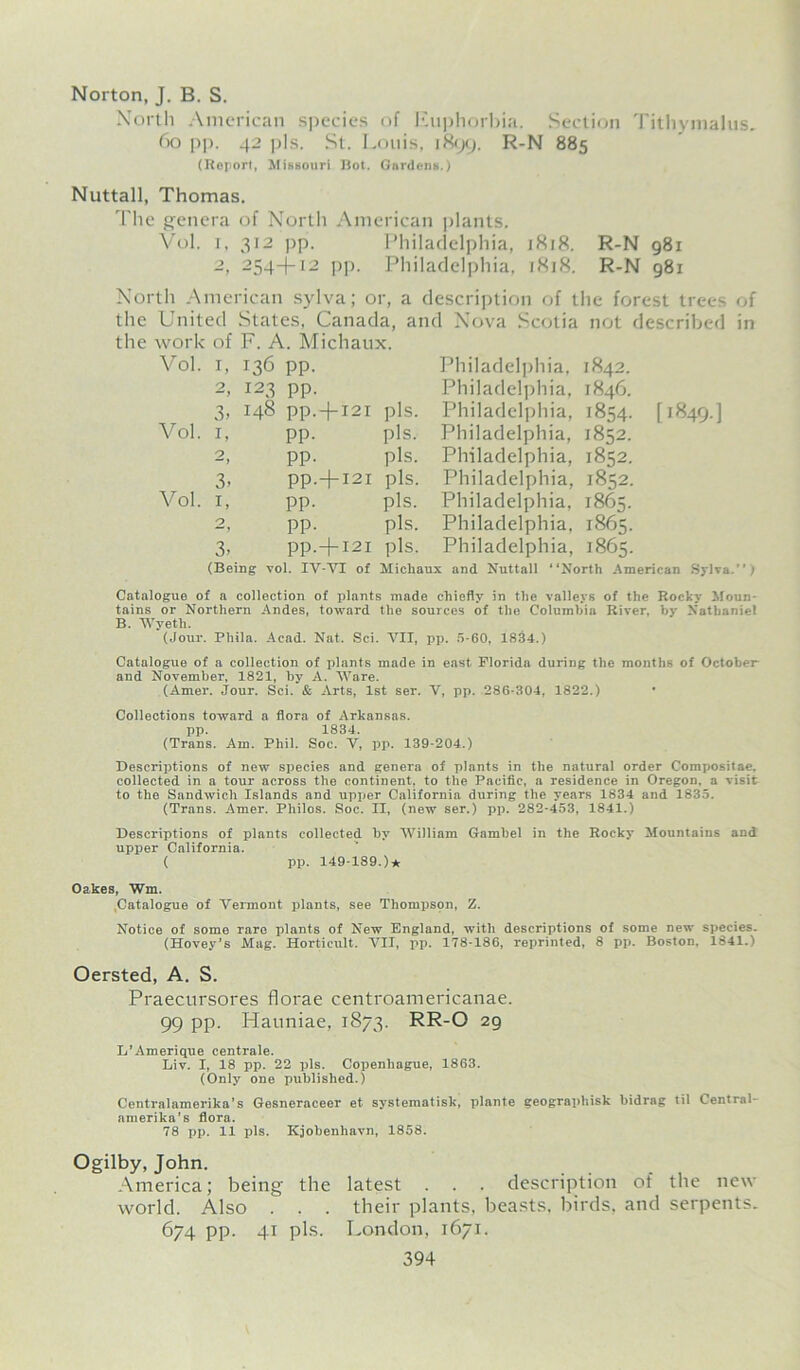 Norton, J. B. S.
North American species of Euphorbia. Section Tithymalus.
60 pp. 42 pls. St. Louis, 1899. R-N 885
(Report, Missouri Bot. Gardens.)
Nuttall, Thomas.
The genera of North American plants.
Vol. 1, 312 pp. Philadelphia, 1818. R-N 981
2, 254+12 pp. Philadelphia, 1818. R-N 981
North American sylva; or, a description of the forest trees of
the United States, Canada, and Nova Scotia not described in
the work of F. A. Michaux.
Vol. 1, 136 pp. Philadelphia, 1842.
2, 123 pp. Philadelphia, 1846.
3, 148 pp.+121 pls. Philadelphia, 1854. [1849.]
Vol. 1, pp. pls. Philadelphia, 1852.
2, pp. pls. Philadelphia, 1852.
3, pp.+121 pls. Philadelphia, 1852.
Vol. 1, pp. pls. Philadelphia, 1865.
2, pp. pls. Philadelphia, 1865.
3, pp.+121 pls. Philadelphia, 1865.
(Being vol. IV-VI of Michaux and Nuttall "North American Sylva.")
Catalogue of a collection of plants made chiefly in the valleys of the Rocky Moun-
tains or Northern Andes, toward the sources of the Columbia River, by Nathaniel
B. Wyeth.
(Jour. Phila. Acad. Nat. Sci. VII, pp. 5-60, 1834.)
Catalogue of a collection of plants made in east Florida during the months of October
and November, 1821, by A. Ware.
(Amer. Jour. Sci. & Arts, 1st ser. V, pp. 286-304, 1822.)
Collections toward a flora of Arkansas.
pp. 1834.
(Trans. Am. Phil. Soc. V, pp. 139-204.)
Descriptions of new species and genera of plants in the natural order Compositae,
collected in a tour across the continent, to the Pacific, a residence in Oregon, a visit
to the Sandwich Islands and upper California during the years 1834 and 1835.
(Trans. Amer. Philos. Soc. II, (new ser.) pp. 282-453, 1841.)
Descriptions of plants collected by William Gambel in the Rocky Mountains and
upper California.
( pp. 149-189.)★
Oakes, Wm.
Catalogue of Vermont plants, see Thompson, Z.
Notice of some rare plants of New England, with descriptions of some new species.
(Hovey's Mag. Horticult. VII, pp. 178-186, reprinted, 8 pp. Boston, 1841.)
Oersted, A. S.
Praecursores florae centroamericanae.
99 pp. Hauniae, 1873. RR-O 29
L'Amerique centrale.
Liv. I, 18 pp. 22 pls. Copenhague, 1863.
(Only one published.)
Centralamerika's Gesneraceer et systematisk, plante geographisk bidrag til Central-
amerika's flora.
78 pp. 11 pls. Kjobenhavn, 1858.
Ogilby, John.
America; being the latest . . . description of the new
world. Also . . . their plants, beasts, birds, and serpents.
674 pp. 41 pls. London, 1671.
394